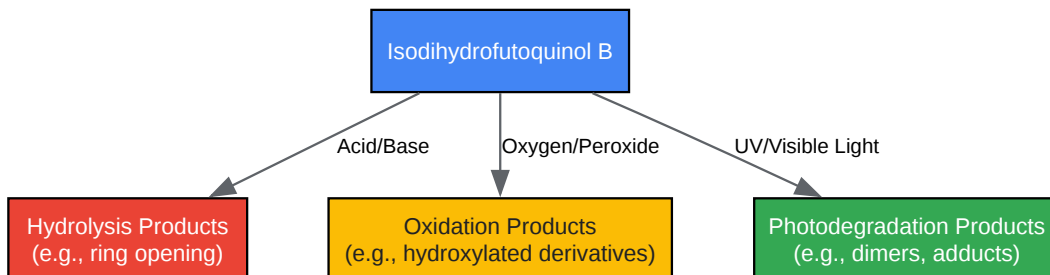 Isodihydrofutoquinol B
Acid/Base
Oxygen/Peroxide
UV/Visible Light
Hydrolysis Products
(e.g., ring opening)
Oxidation Products
(e.g., hydroxylated derivatives)
Photodegradation Products
(e.g., dimers, adducts)